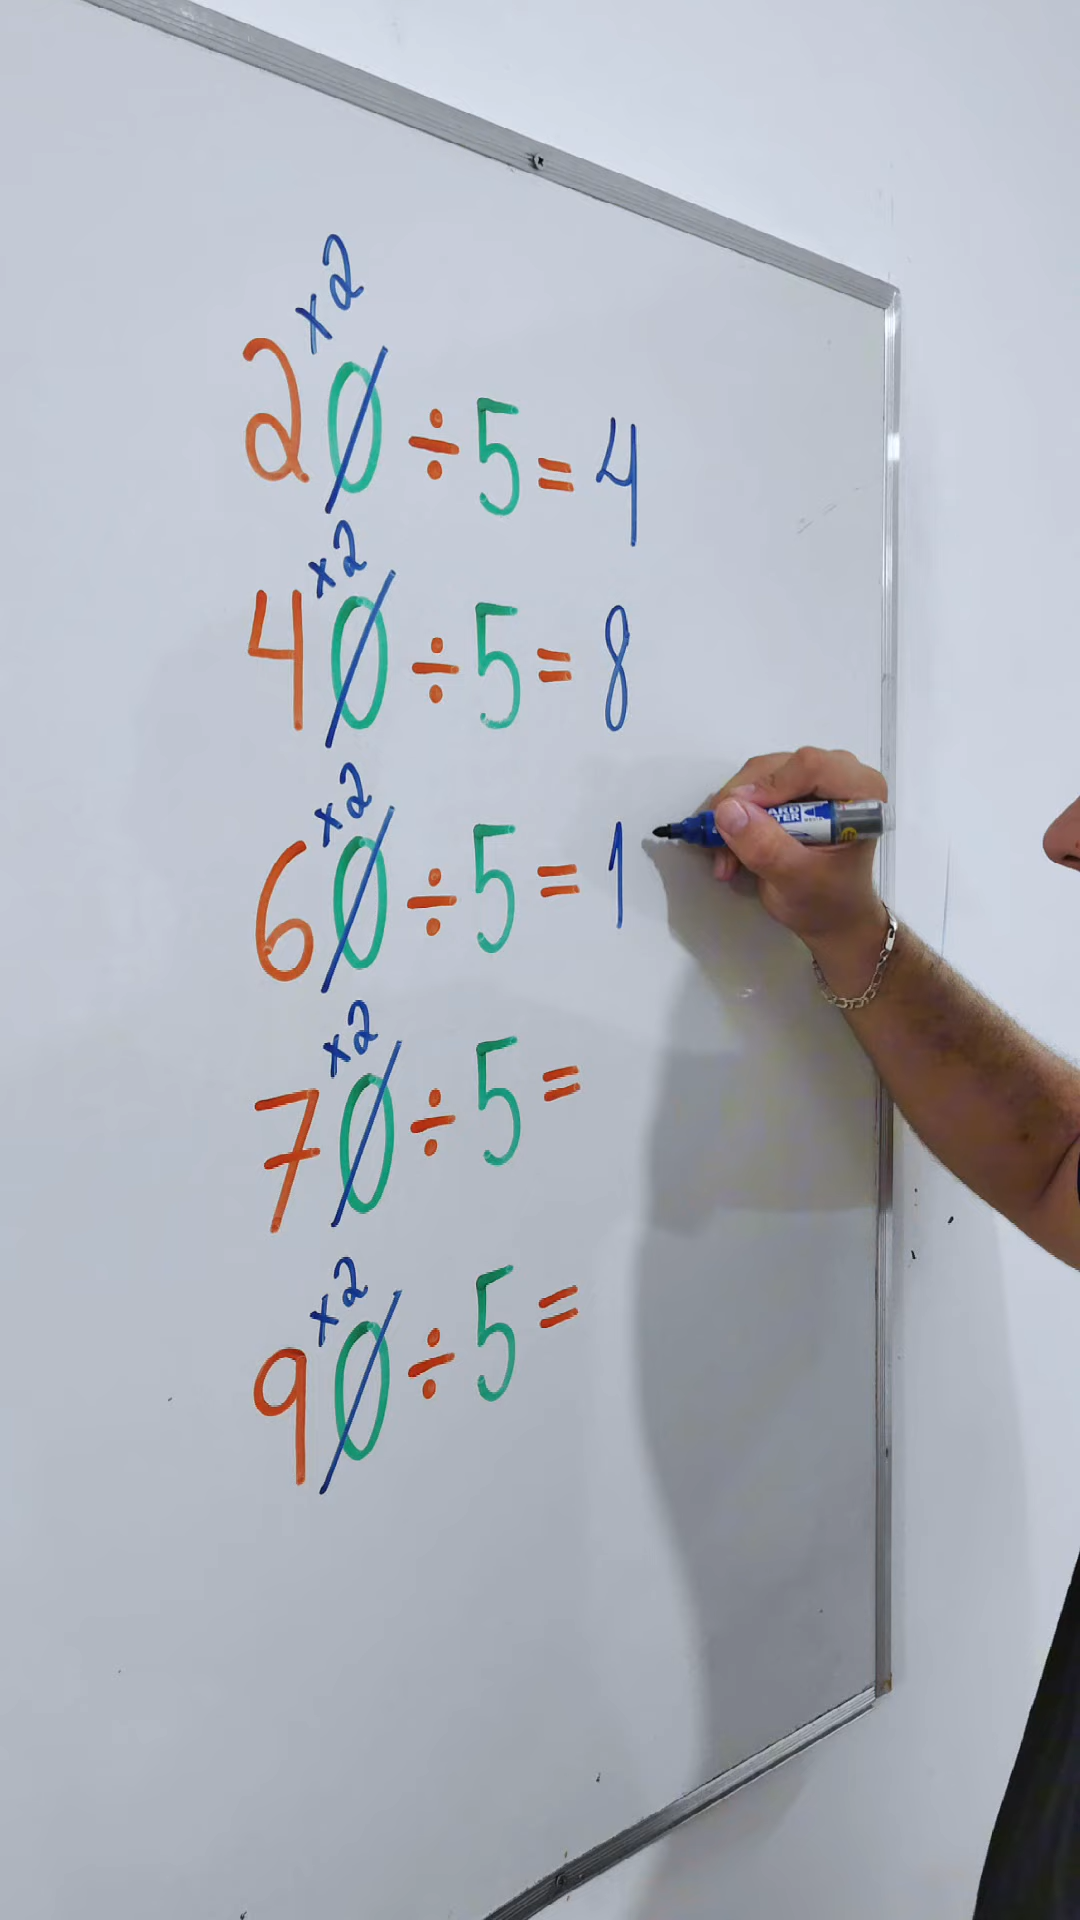 x2
20 ÷ 5 = 4
x2
40 ÷ 5 = 8
x2
60 ÷ 5 = 1
x2
70 ÷ 5 =
x2
90 ÷ 5 =